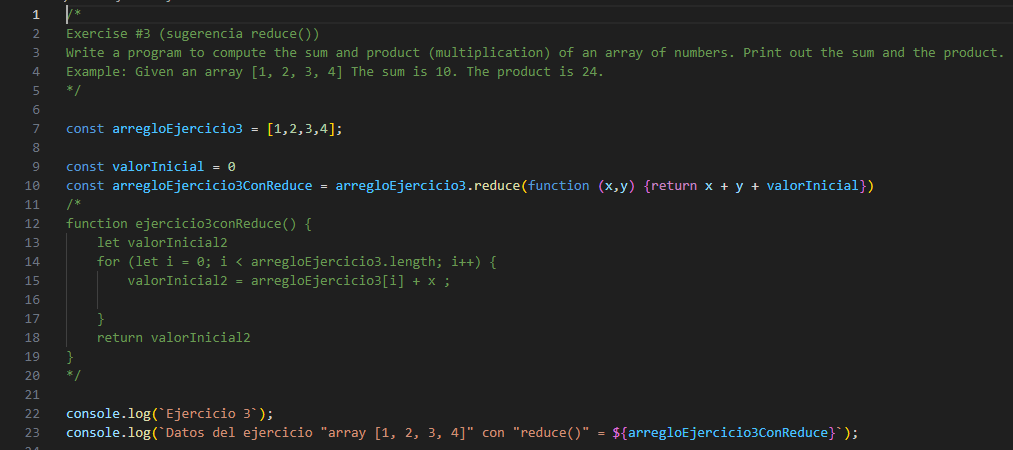 1 /*
2 Exercise #3 (sugerencia reduce())
3 Write a program to compute the sum and product (multiplication) of an array of numbers. Print out the sum and the product.
4 Example: Given an array [1, 2, 3, 4] The sum is 10. The product is 24.
5 */
6
7 const arregloEjercicio3 = [1,2,3,4];
8
9 const valorInicial = 0
10 const arregloEjercicio3ConReduce = arregloEjercicio3.reduce(function (x,y) {return x + y + valorInicial})
11 /*
12 function ejercicio3conReduce() {
13     let valorInicial2
14     for (let i = 0; i < arregloEjercicio3.length; i++) {
15         valorInicial2 = arregloEjercicio3[i] + x ;
16
17     }
18     return valorInicial2
19 }
20 */
21
22 console.log(`Ejercicio 3`);
23 console.log(`Datos del ejercicio "array [1, 2, 3, 4]" con "reduce()" = ${arregloEjercicio3ConReduce}`);